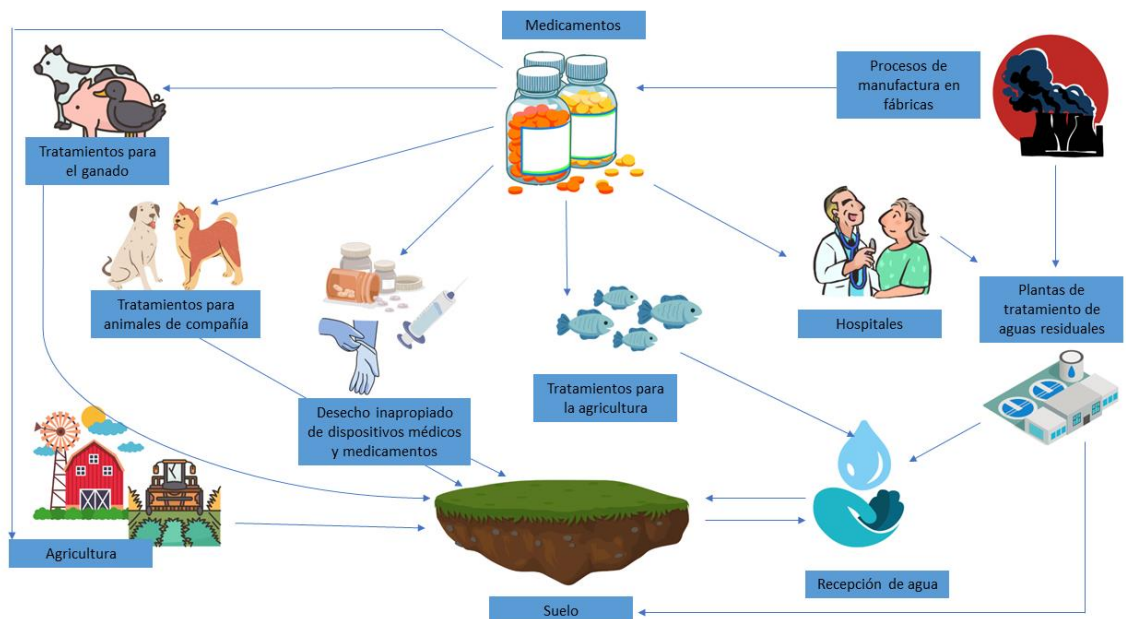 Medicamentos
Procesos de
manufactura en
fábricas
Tratamientos para
el ganado
Tratamientos para
animales de compañía
Hospitales
Plantas de
tratamiento de
aguas residuales
Desecho inapropiado
de dispositivos médicos
y medicamentos
Tratamientos para
la agricultura
Agricultura
Recepción de agua
Suelo